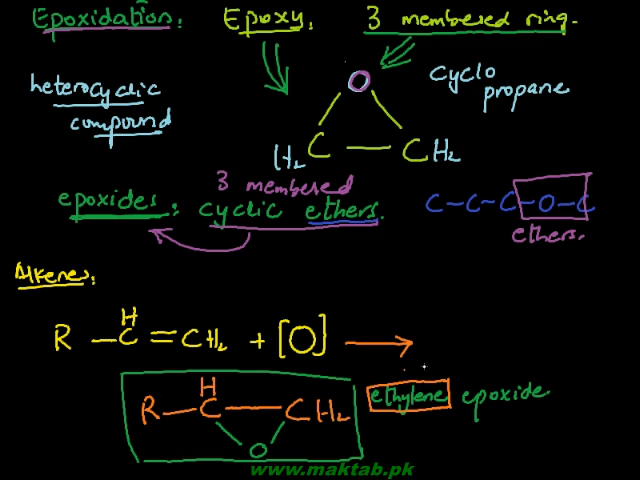 Epoxidation: Epoxy: 3 membered ring.
heterocyclic
compound
O
cyclo
propane
H₂C — CH₂
3 membered
epoxides: cyclic ethers.
C–C–C–O–C
ethers.
Alkenes:
H
R — C = CH₂ + [O] →
H
R — C — CH₂
O
ethylene epoxide
www.maktab.pk